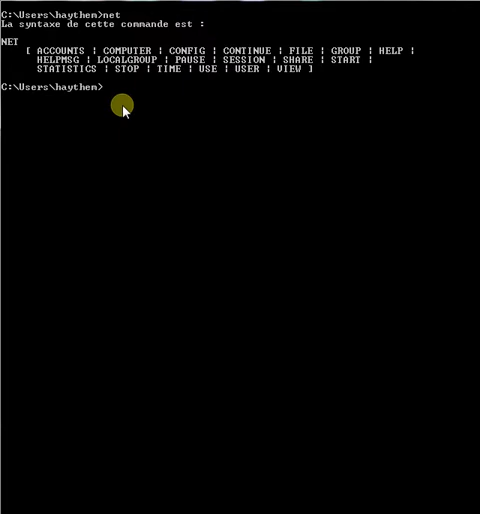 C:\Users\haythem>net
La syntaxe de cette commande est :
NET
[ ACCOUNTS ¦ COMPUTER ¦ CONFIG ¦ CONTINUE ¦ FILE ¦ GROUP ¦ HELP ¦
HELPMSG ¦ LOCALGROUP ¦ PAUSE ¦ SESSION ¦ SHARE ¦ START ¦
STATISTICS ¦ STOP ¦ TIME ¦ USE ¦ USER ¦ VIEW ]
C:\Users\haythem>